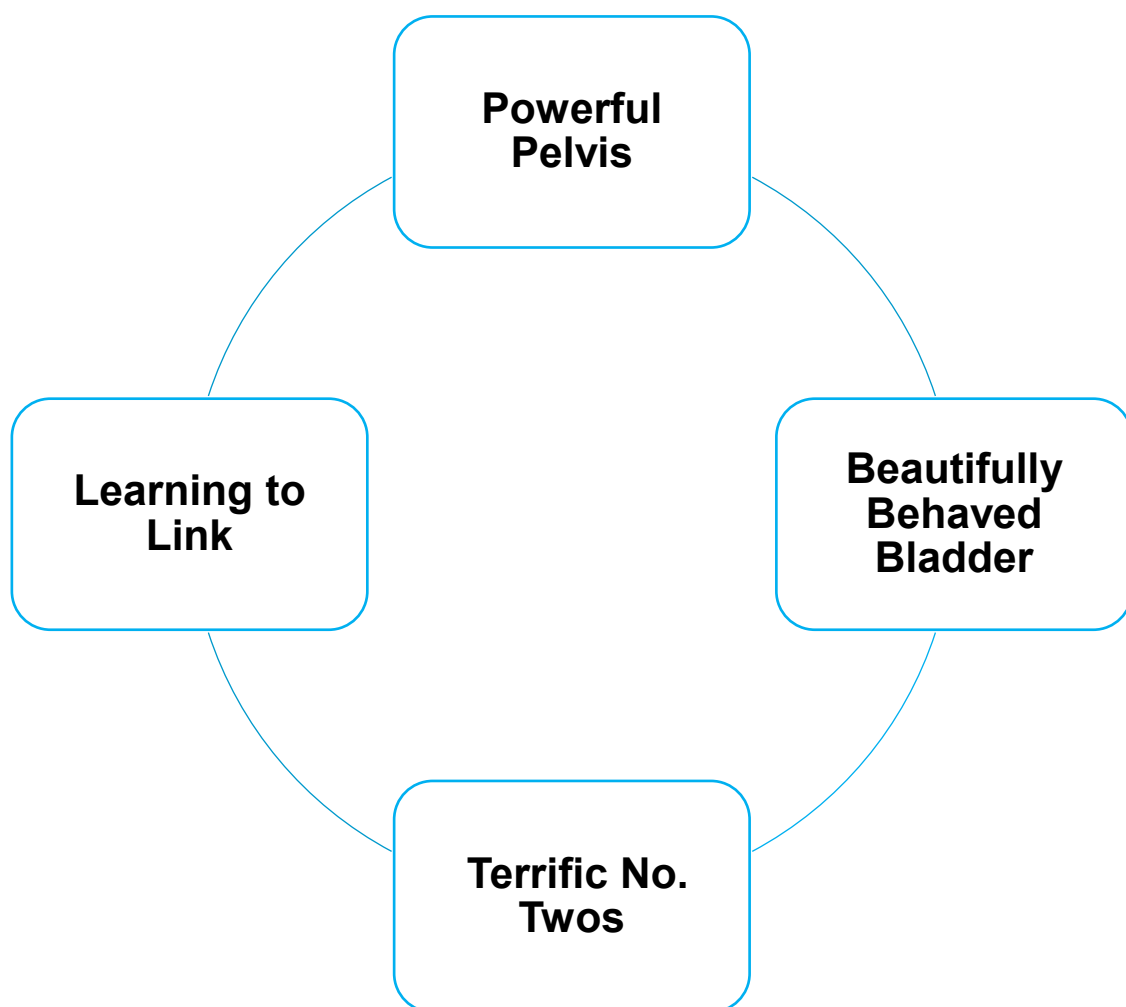 Powerful
Pelvis
Learning to
Link
Beautifully
Behaved
Bladder
Terrific No.
Twos